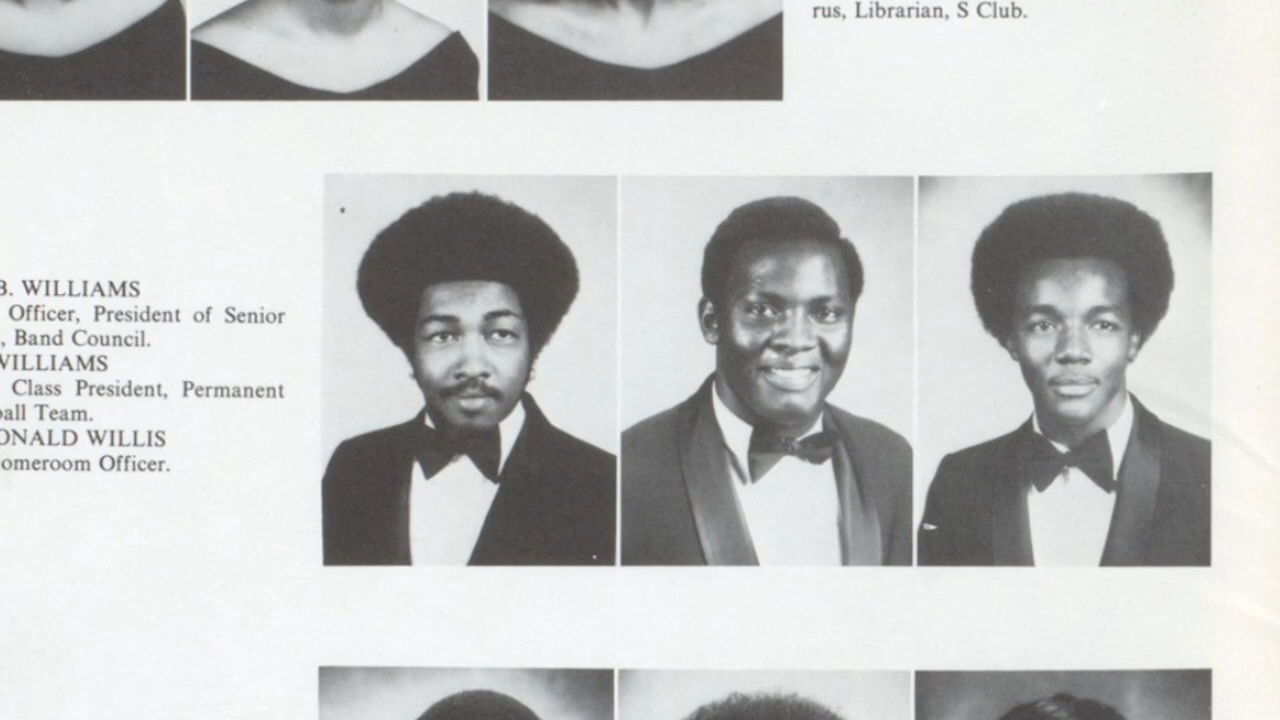 rus, Librarian, S Club.
B. WILLIAMS
Officer, President of Senior
, Band Council.
WILLIAMS
Class President, Permanent
ball Team.
ONALD WILLIS
omeroom Officer.